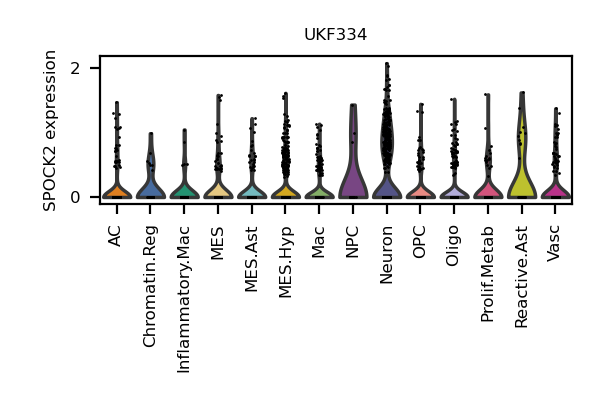 UKF334
SPOCK2 expression
2
0
AC
Chromatin.Reg
Inflammatory.Mac
MES
MES.Ast
MES.Hyp
Mac
NPC
Neuron
OPC
Oligo
Prolif.Metab
Reactive.Ast
Vasc